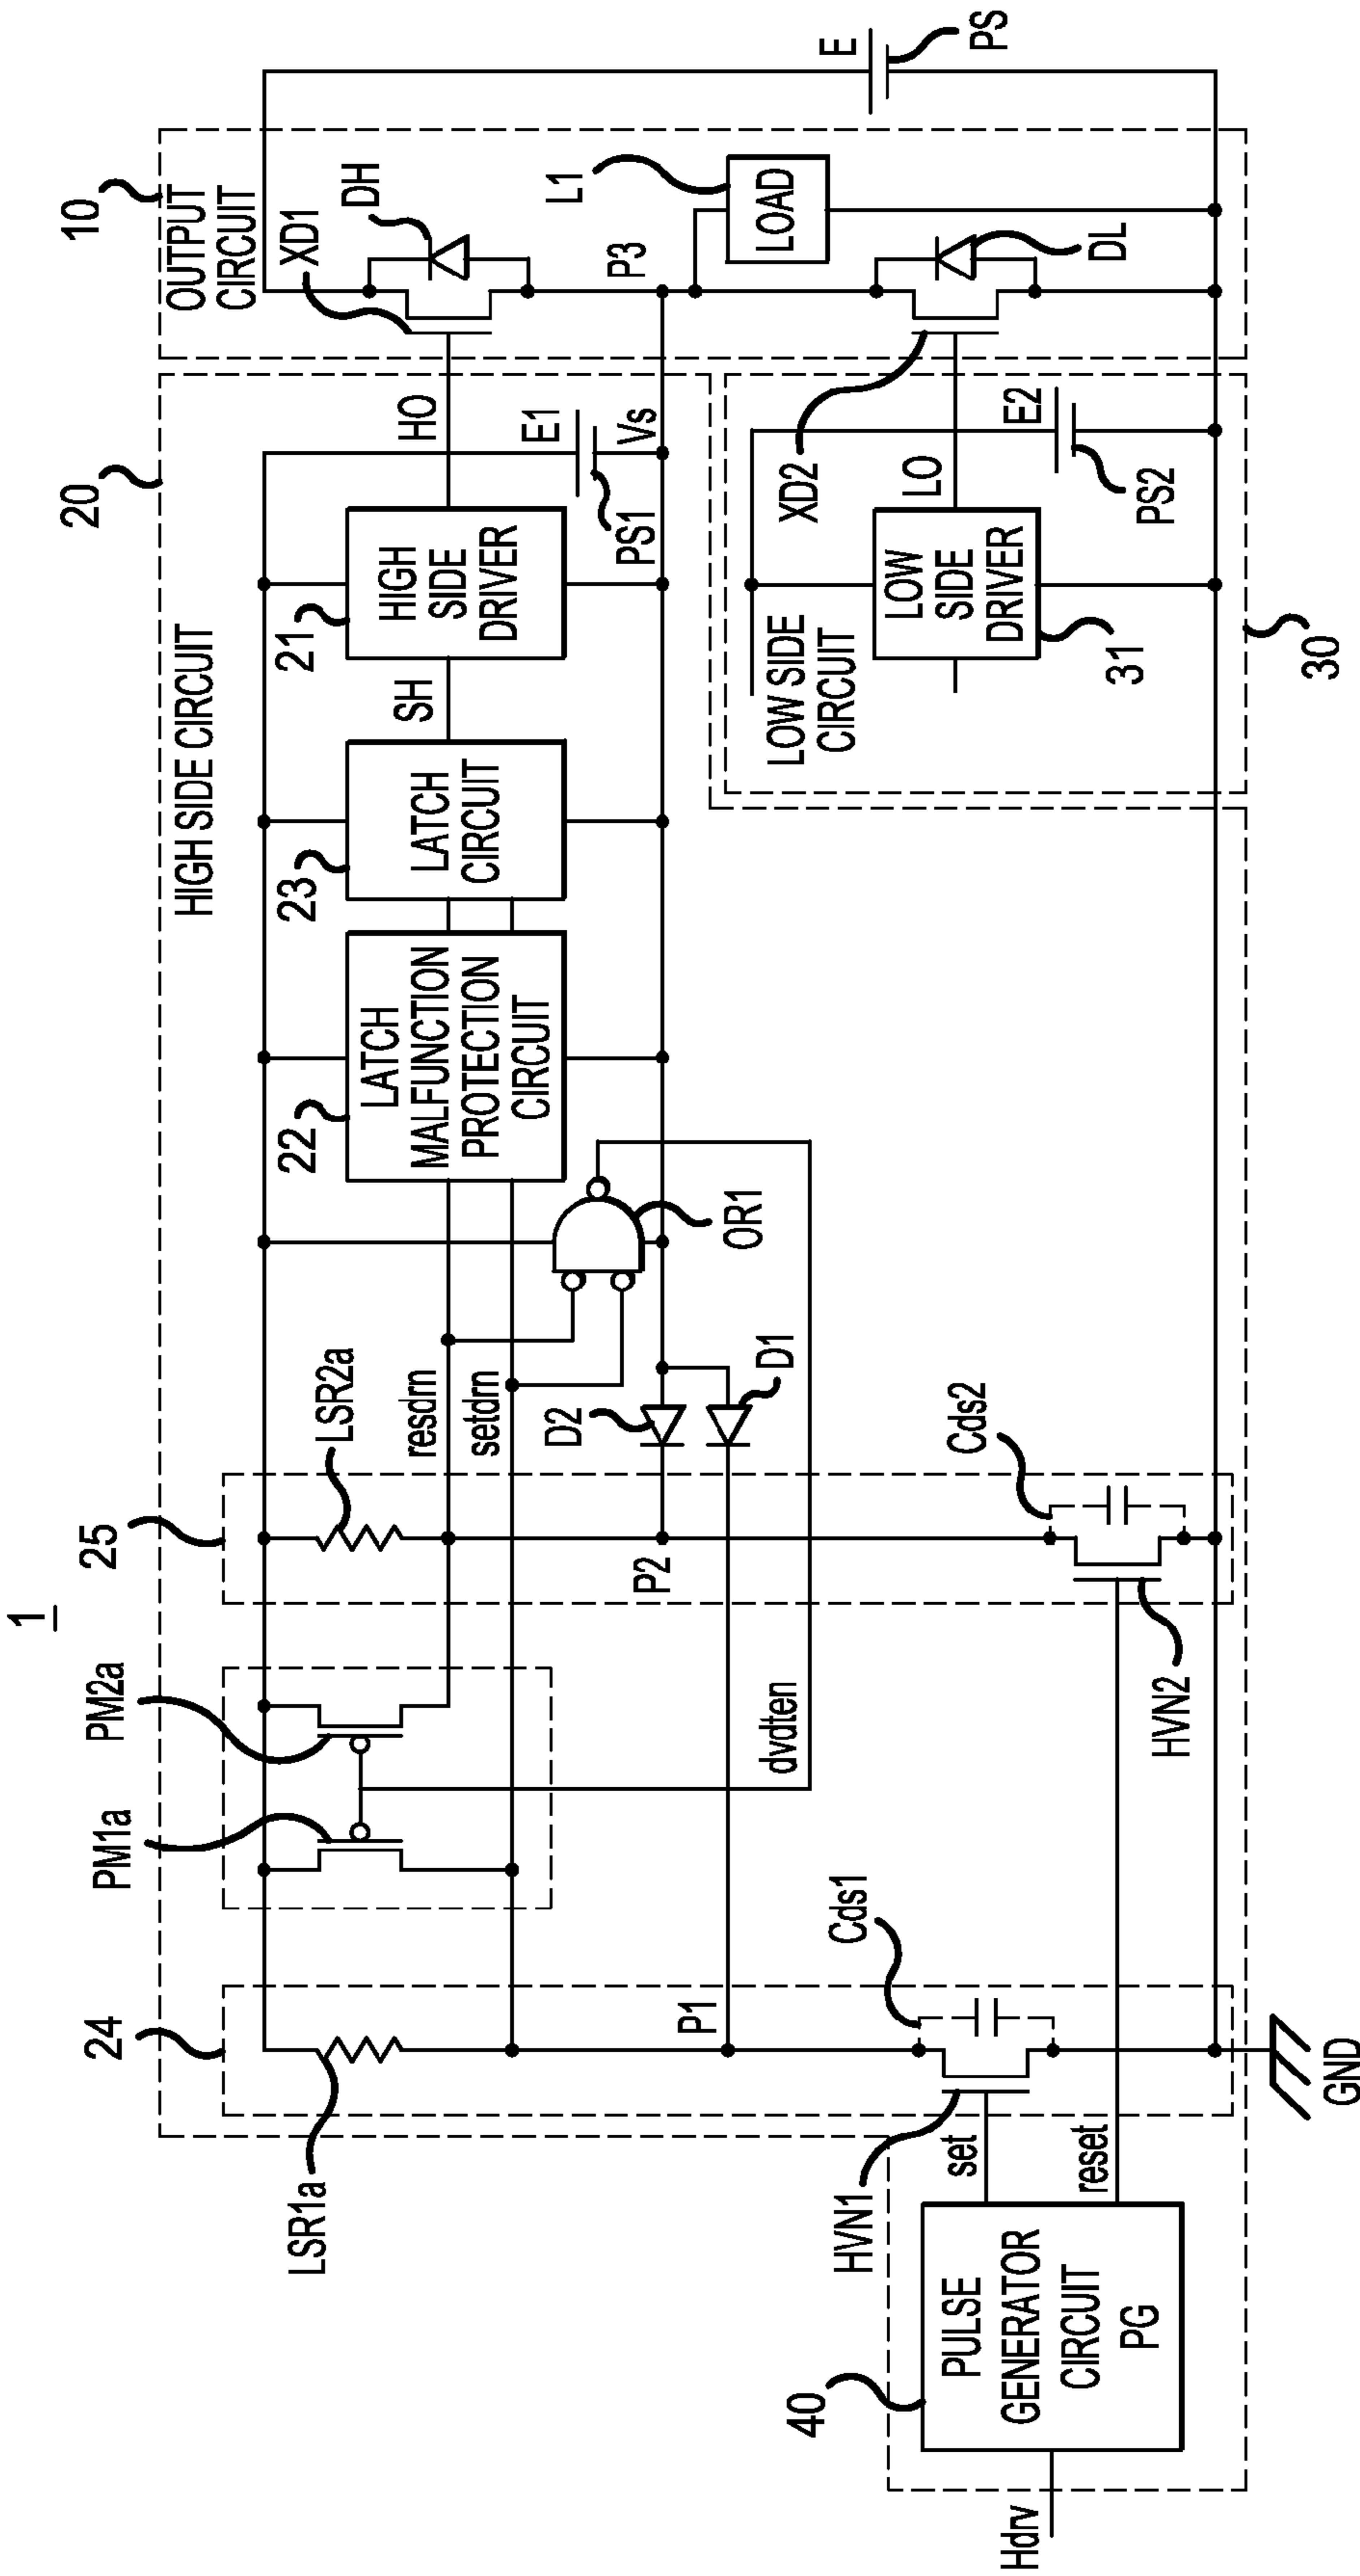 1
10
OUTPUT
CIRCUIT
XD1
DH
P3
L1
LOAD
DL
E
PS
20
HIGH SIDE CIRCUIT
HO
E1
Vs
PS1
21
HIGH
SIDE
DRIVER
SH
23
LATCH
CIRCUIT
22
LATCH
MALFUNCTION
PROTECTION
CIRCUIT
OR1
XD2
LO
E2
PS2
LOW SIDE
CIRCUIT
LOW
SIDE
DRIVER
31
30
LSR2a
resdrn
setdrn
D2
D1
25
P2
Cds2
HVN2
PM2a
PM1a
dvdten
24
LSR1a
P1
Cds1
HVN1
set
reset
GND
40
PULSE
GENERATOR
CIRCUIT
PG
Hdrv